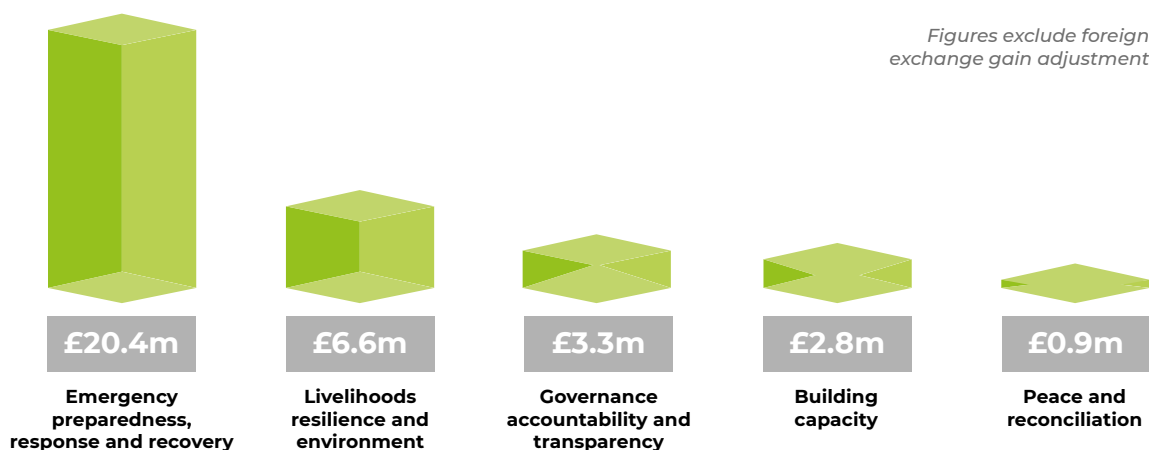 Figures exclude foreign
exchange gain adjustment
£20.4m
£6.6m
£3.3m
£2.8m
£0.9m
Emergency
preparedness,
response and recovery
Livelihoods
resilience and
environment
Governance
accountability and
transparency
Building
capacity
Peace and
reconciliation